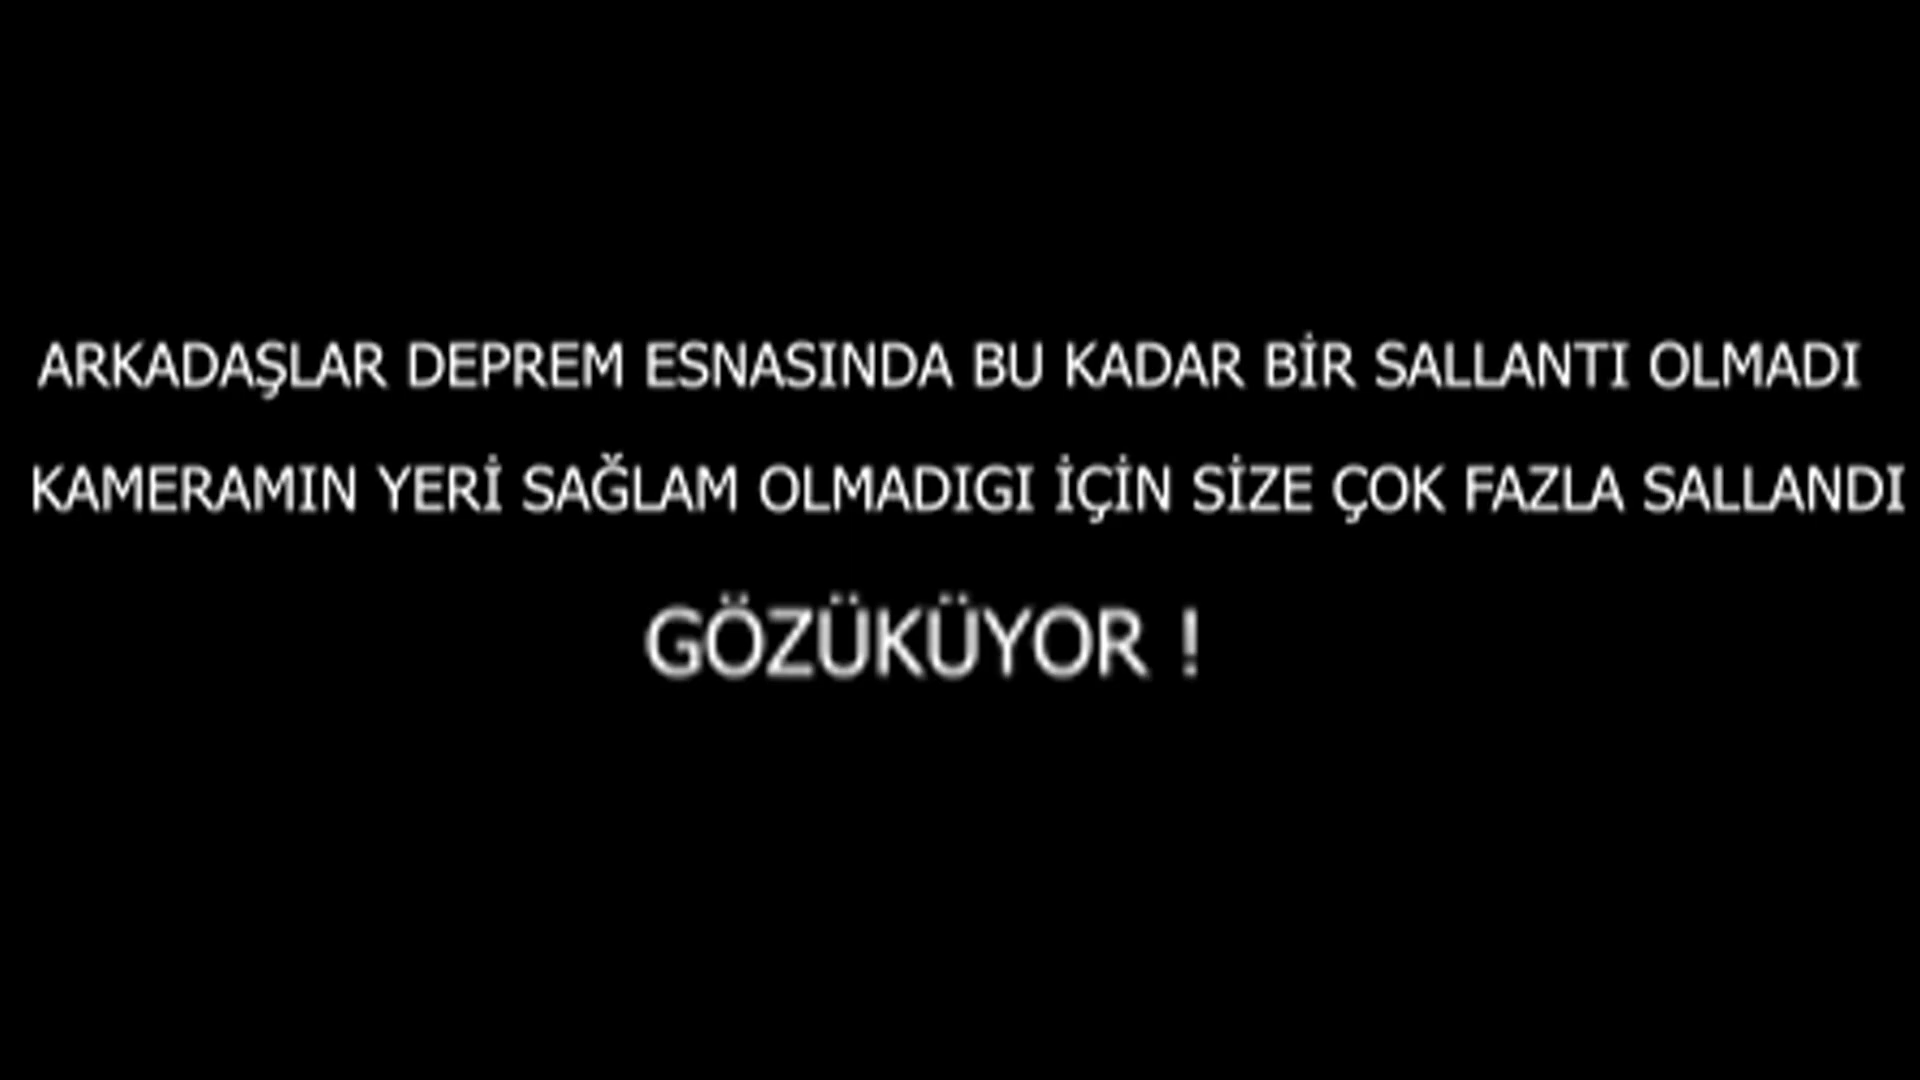 ARKADAŞLAR DEPREM ESNASINDA BU KADAR BİR SALLANTI OLMADI
KAMERAMIN YERİ SAĞLAM OLMADIGI İÇİN SİZE ÇOK FAZLA SALLANDI
GÖZÜKÜYOR !